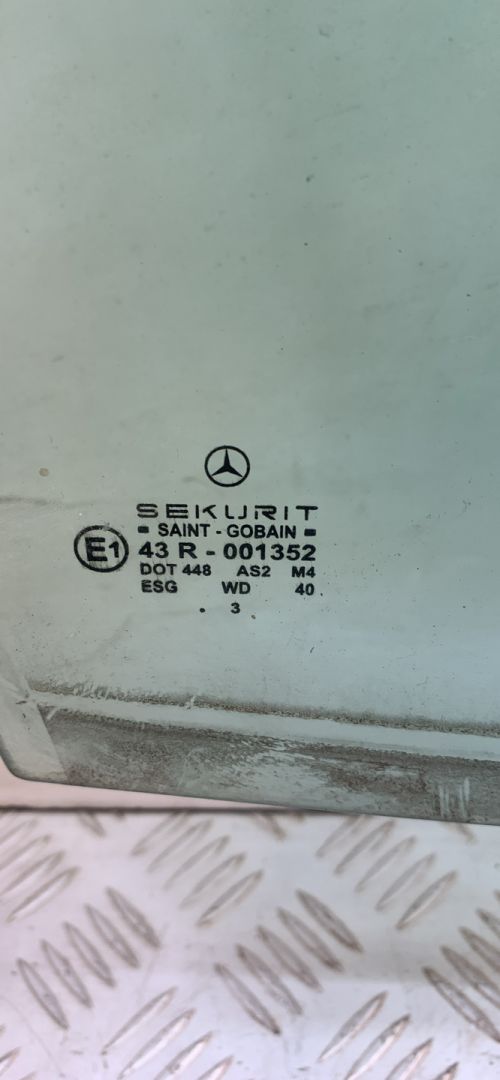 SEKURIT
- SAINT - GOBAIN -
E1
43 R - 001352
DOT 448 AS2 M4
ESG WD 40
. 3 .